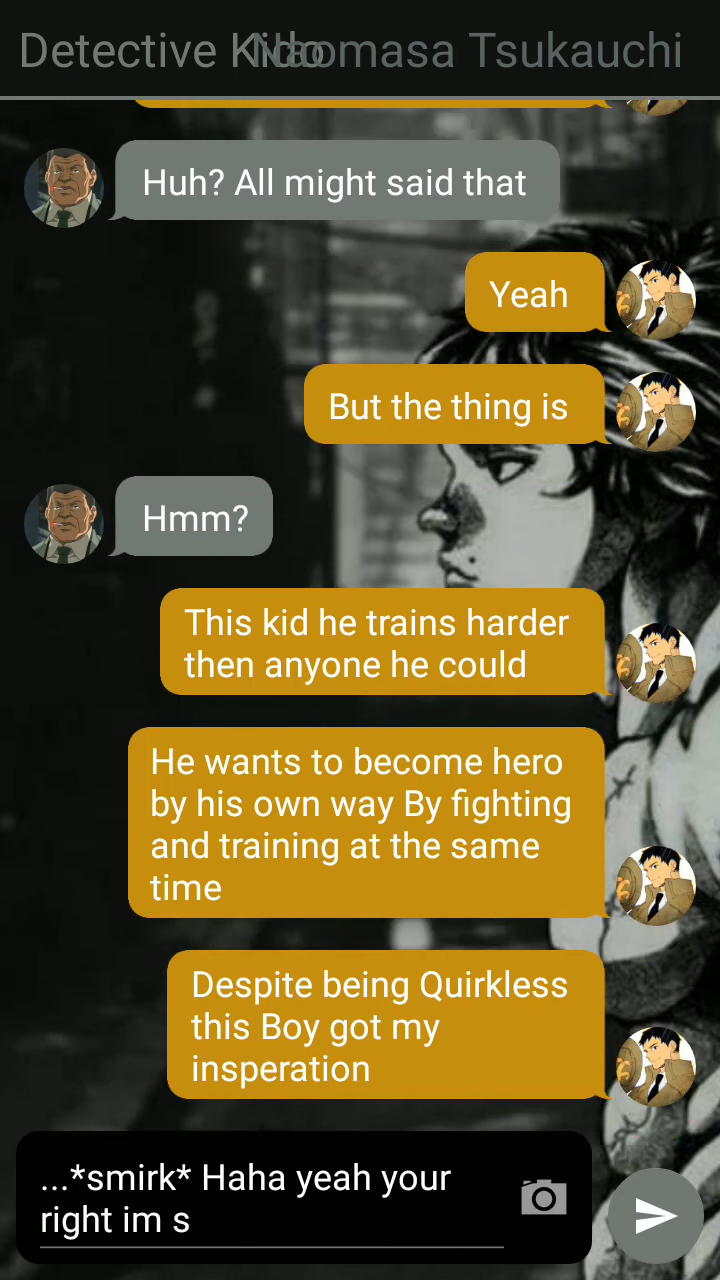 Detective Kido Naomasa Tsukauchi
Huh? All might said that
Yeah
But the thing is
Hmm?
This kid he trains harder
then anyone he could
He wants to become hero
by his own way By fighting
and training at the same
time
Despite being Quirkless
this Boy got my
insperation
...*smirk* Haha yeah your
right im s